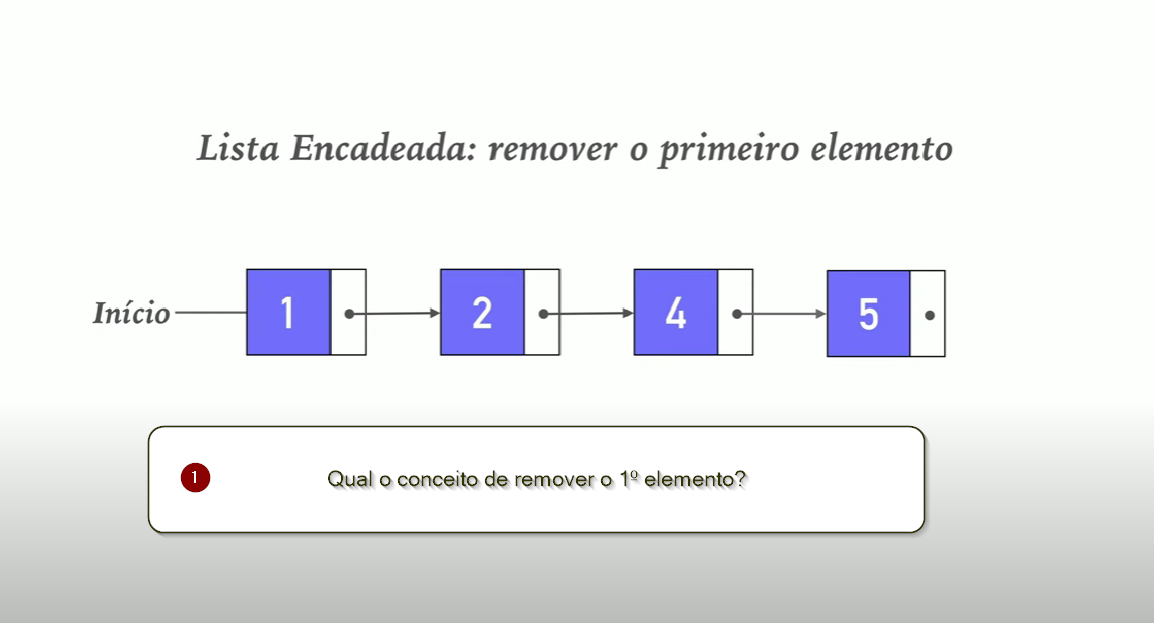 Lista Encadeada: remover o primeiro elemento
Início 1 2 4 5
1 Qual o conceito de remover o 1º elemento?